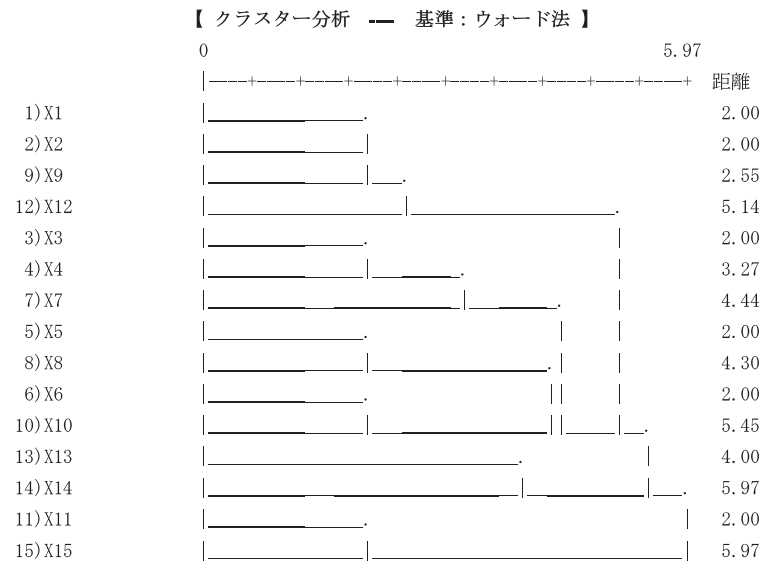 【 クラスター分析 --- 基準:ウォード法 】
0 5.97
|----+----+----+----+----+----+----+----+----+----+ 距離
1)X1 2.00
2)X2 2.00
9)X9 2.55
12)X12 5.14
3)X3 2.00
4)X4 3.27
7)X7 4.44
5)X5 2.00
8)X8 4.30
6)X6 2.00
10)X10 5.45
13)X13 4.00
14)X14 5.97
11)X11 2.00
15)X15 5.97